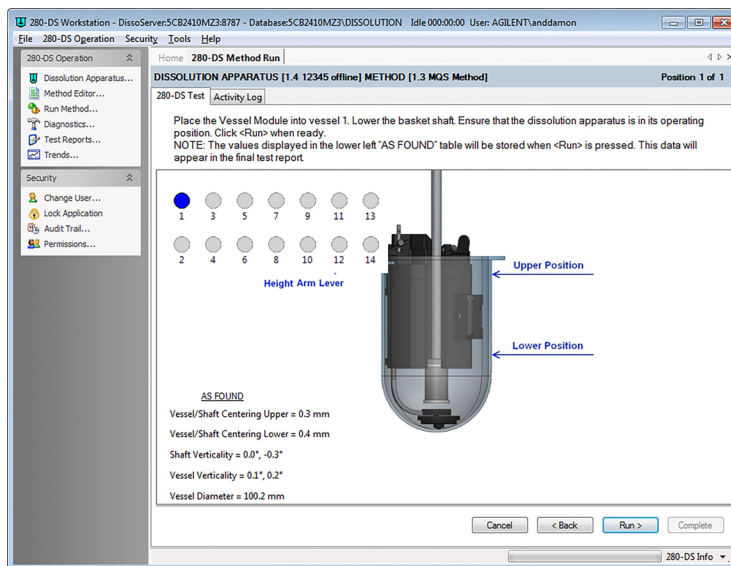 280-DS Workstation - DissoServer:5CB2410MZ3:8787 - Database:5CB2410MZ3\DISSOLUTION Idle 000:00:00 User: AGILENT\anddamon
File 280-DS Operation Security Tools Help
280-DS Operation
Dissolution Apparatus...
Method Editor...
Run Method...
Diagnostics...
Test Reports...
Trends...
Security
Change User...
Lock Application
Audit Trail...
Permissions...
Home 280-DS Method Run
DISSOLUTION APPARATUS [1.4 12345 offline] METHOD [1.3 MQS Method] Position 1 of 1
280-DS Test Activity Log
Place the Vessel Module into vessel 1. Lower the basket shaft. Ensure that the dissolution apparatus is in its operating
position. Click <Run> when ready.
NOTE: The values displayed in the lower left "AS FOUND" table will be stored when <Run> is pressed. This data will
appear in the final test report.
1 3 5 7 9 11 13
2 4 6 8 10 12 14
Height Arm Lever
Upper Position
Lower Position
AS FOUND
Vessel/Shaft Centering Upper = 0.3 mm
Vessel/Shaft Centering Lower = 0.4 mm
Shaft Verticality = 0.0°, -0.3°
Vessel Verticality = 0.1°, 0.2°
Vessel Diameter = 100.2 mm
Cancel < Back Run > Complete
280-DS Info